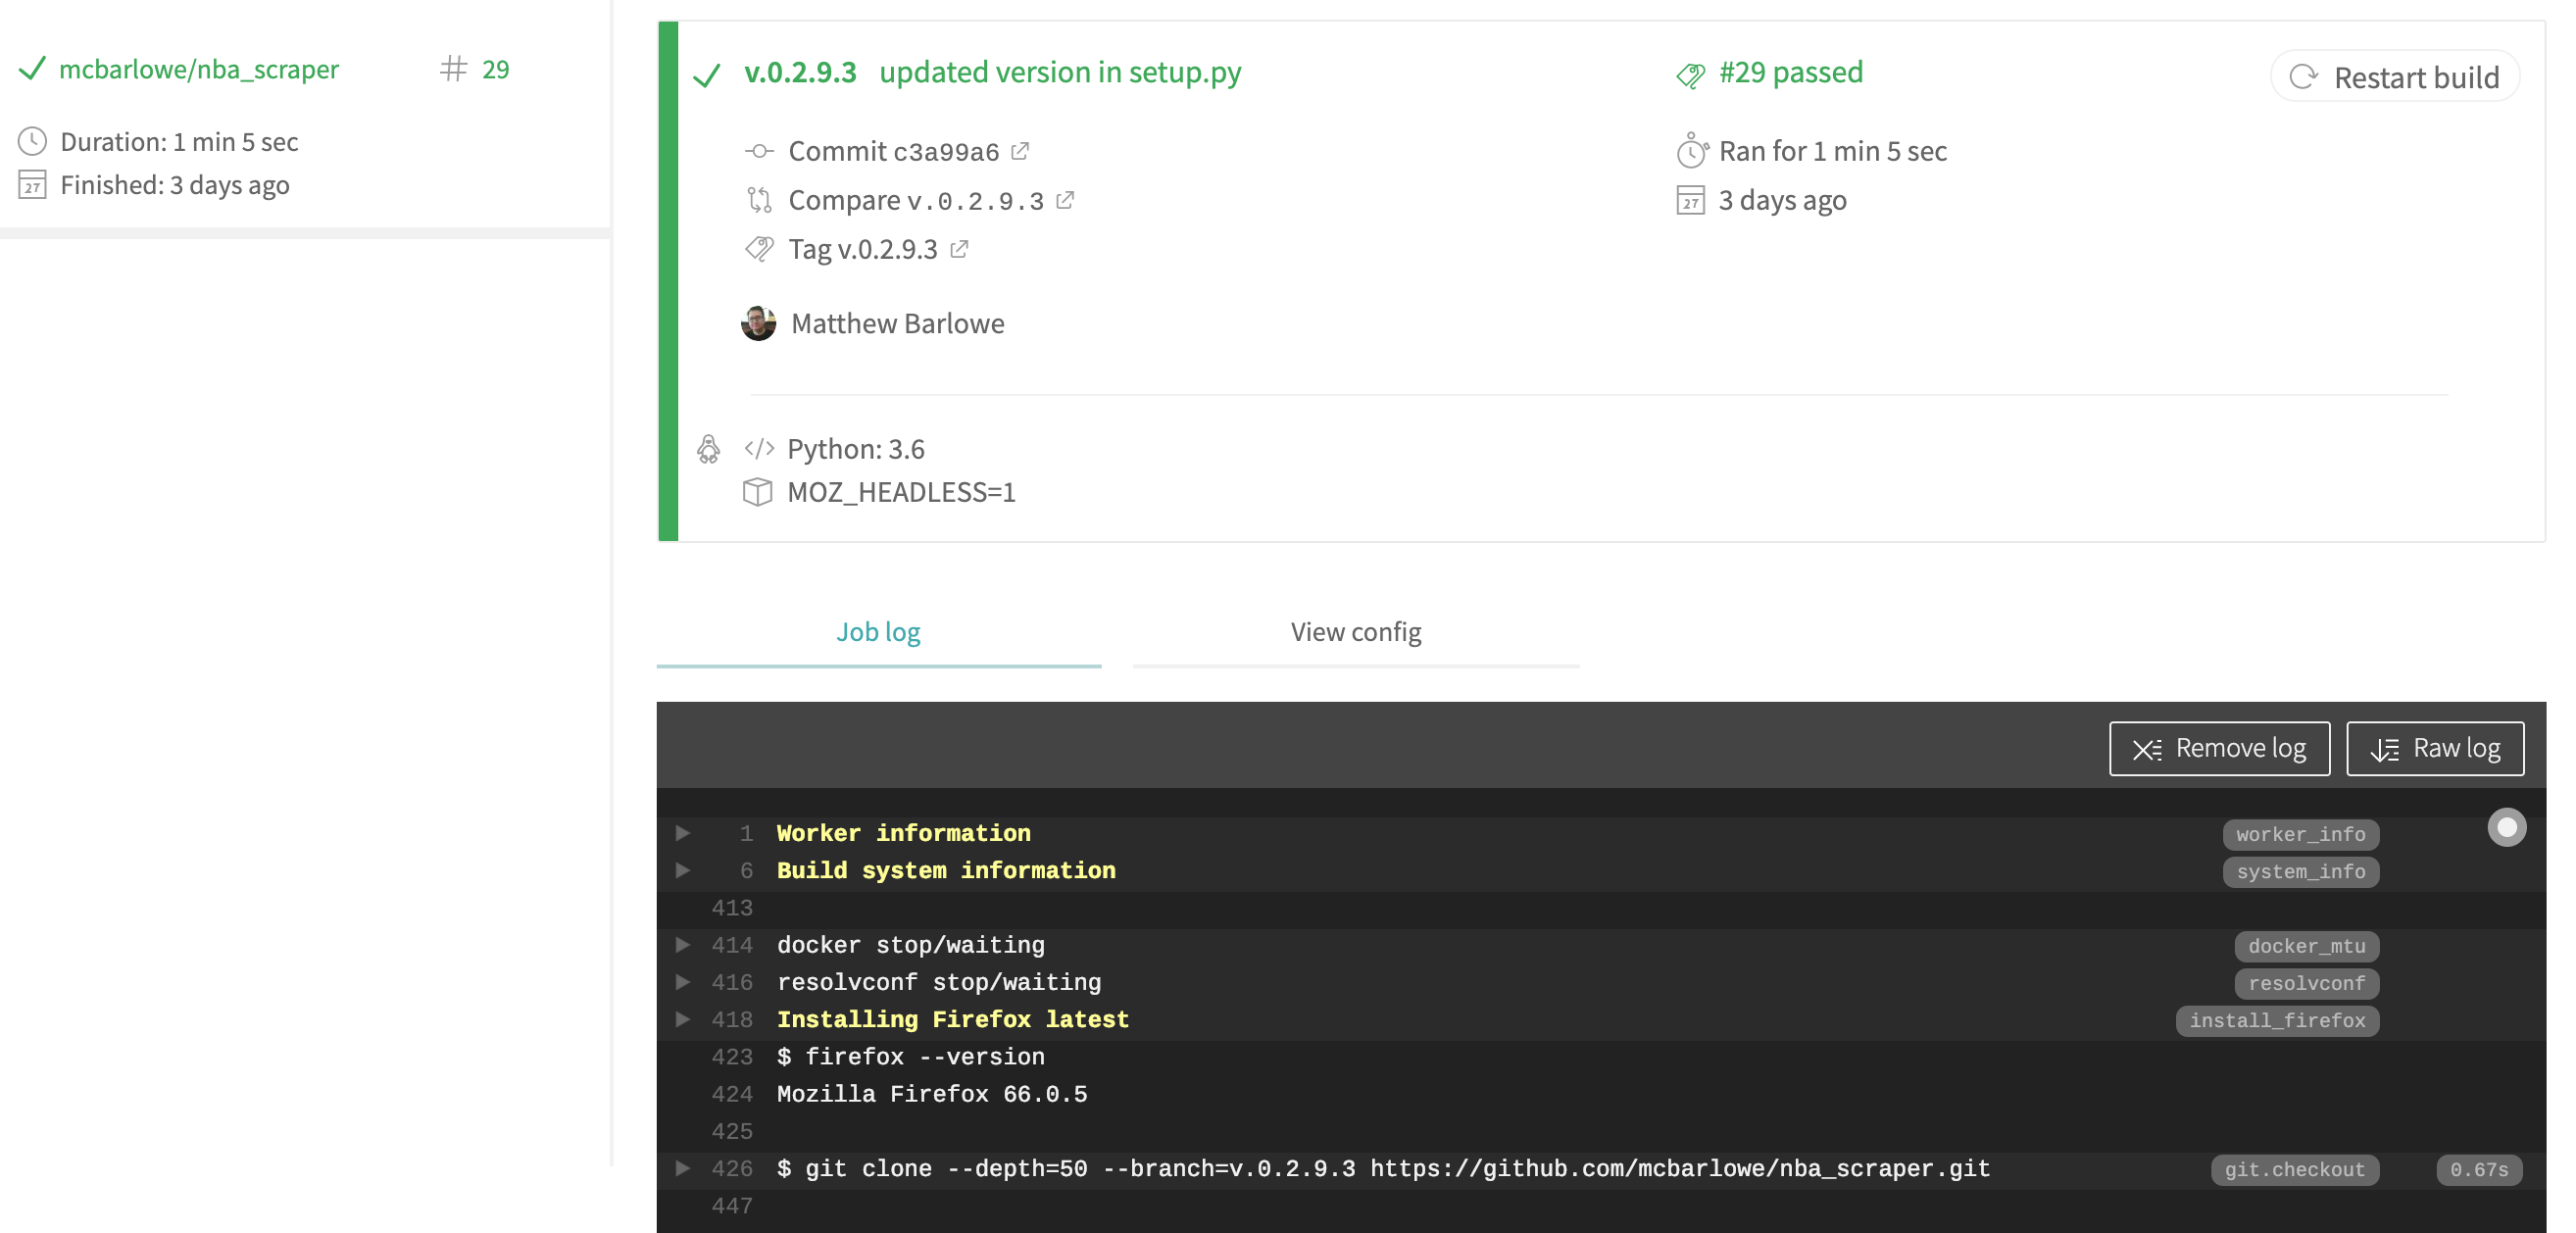 mcbarlowe/nba_scraper # 29
Duration: 1 min 5 sec
27 Finished: 3 days ago
v.0.2.9.3 updated version in setup.py
Commit c3a99a6
Compare v.0.2.9.3
Tag v.0.2.9.3
Matthew Barlowe
#29 passed
Ran for 1 min 5 sec
27 3 days ago
Restart build
</> Python: 3.6
MOZ_HEADLESS=1
Job log View config
Remove log Raw log
1 Worker information worker_info
6 Build system information system_info
413
414 docker stop/waiting docker_mtu
416 resolvconf stop/waiting resolvconf
418 Installing Firefox latest install_firefox
423 $ firefox --version
424 Mozilla Firefox 66.0.5
425
426 $ git clone --depth=50 --branch=v.0.2.9.3 https://github.com/mcbarlowe/nba_scraper.git git.checkout 0.67s
447